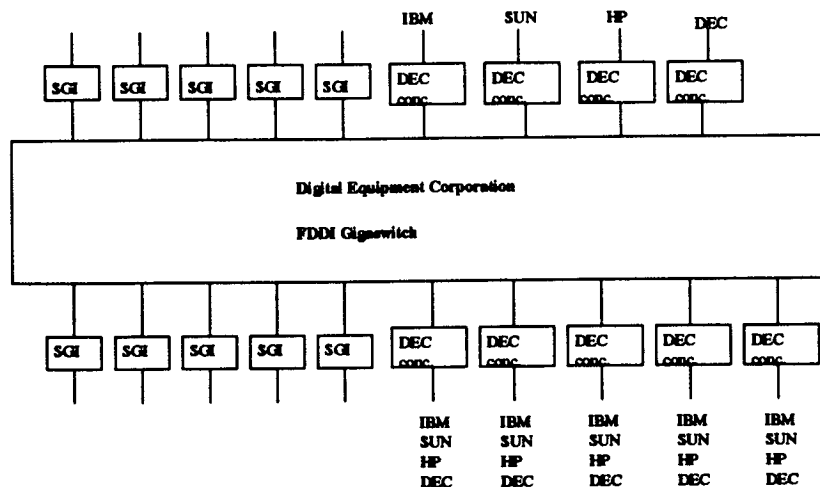 IBM SUN HP DEC
SGI SGI SGI SGI SGI DEC conc. DEC conc. DEC conc. DEC conc.
Digital Equipment Corporation
FDDI Gigaswitch
SGI SGI SGI SGI SGI DEC conc. DEC conc. DEC conc. DEC conc. DEC conc.
IBM IBM IBM IBM IBM
SUN SUN SUN SUN SUN
HP HP HP HP HP
DEC DEC DEC DEC DEC